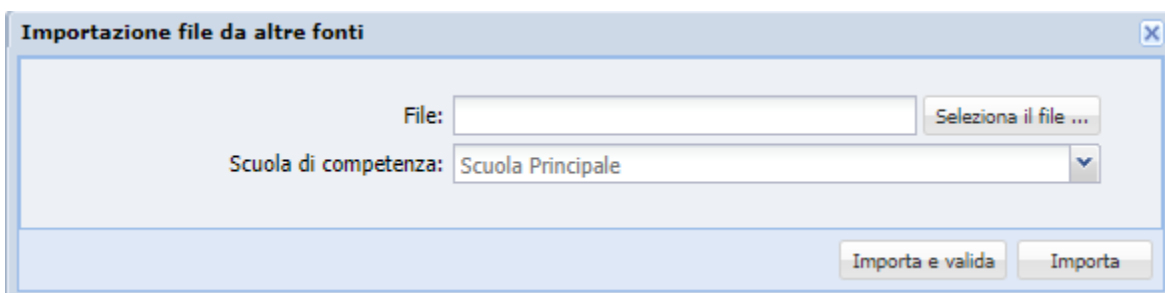 Importazione file da altre fonti
File: Seleziona il file ...
Scuola di competenza: Scuola Principale
Importa e valida Importa